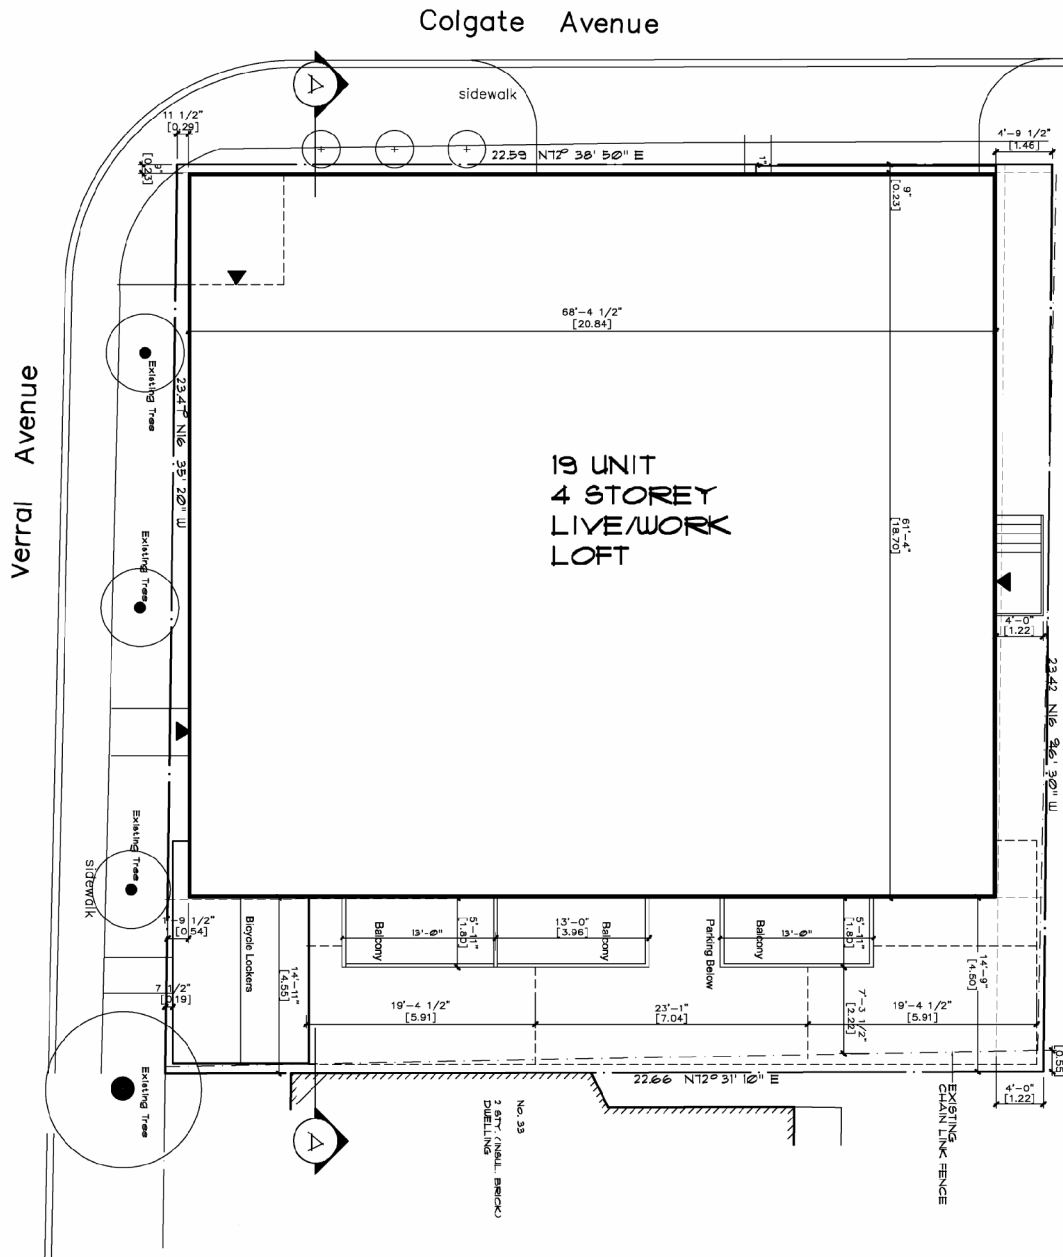 Colgate Avenue
A
sidewalk
11 1/2"
[0.29]
4'-9 1/2"
[1.46]
9"
[0.23]
22.59 N72° 38' 50" E
1"
9"
[0.23]
68'-4 1/2"
[20.84]
Existing Tree
23.47 N16° 35' 20" W
Verral Avenue
19 UNIT
4 STOREY
LIVE/WORK
LOFT
61'-4"
[18.70]
Existing Tree
4'-0"
[1.22]
23.42 N16° 26' 30" E
Existing Tree
sidewalk
1'-9 1/2"
[0.54]
Bicycle Lockers
14'-11"
[4.55]
Balcony
13'-0"
5'-11"
[1.80]
13'-0"
[3.96]
Balcony
Parking Below
Balcony
13'-0"
5'-11"
[1.80]
14'-9"
[4.50]
7 1/2"
[0.19]
19'-4 1/2"
[5.91]
23'-1"
[7.04]
7'-3 1/2"
[2.22]
19'-4 1/2"
[5.91]
[0.55]
22.66 N72° 31' 10" E
4'-0"
[1.22]
Existing Tree
EXISTING
CHAIN LINK FENCE
No. 33
2 STY. (INSUL. BRICK)
DWELLING
A